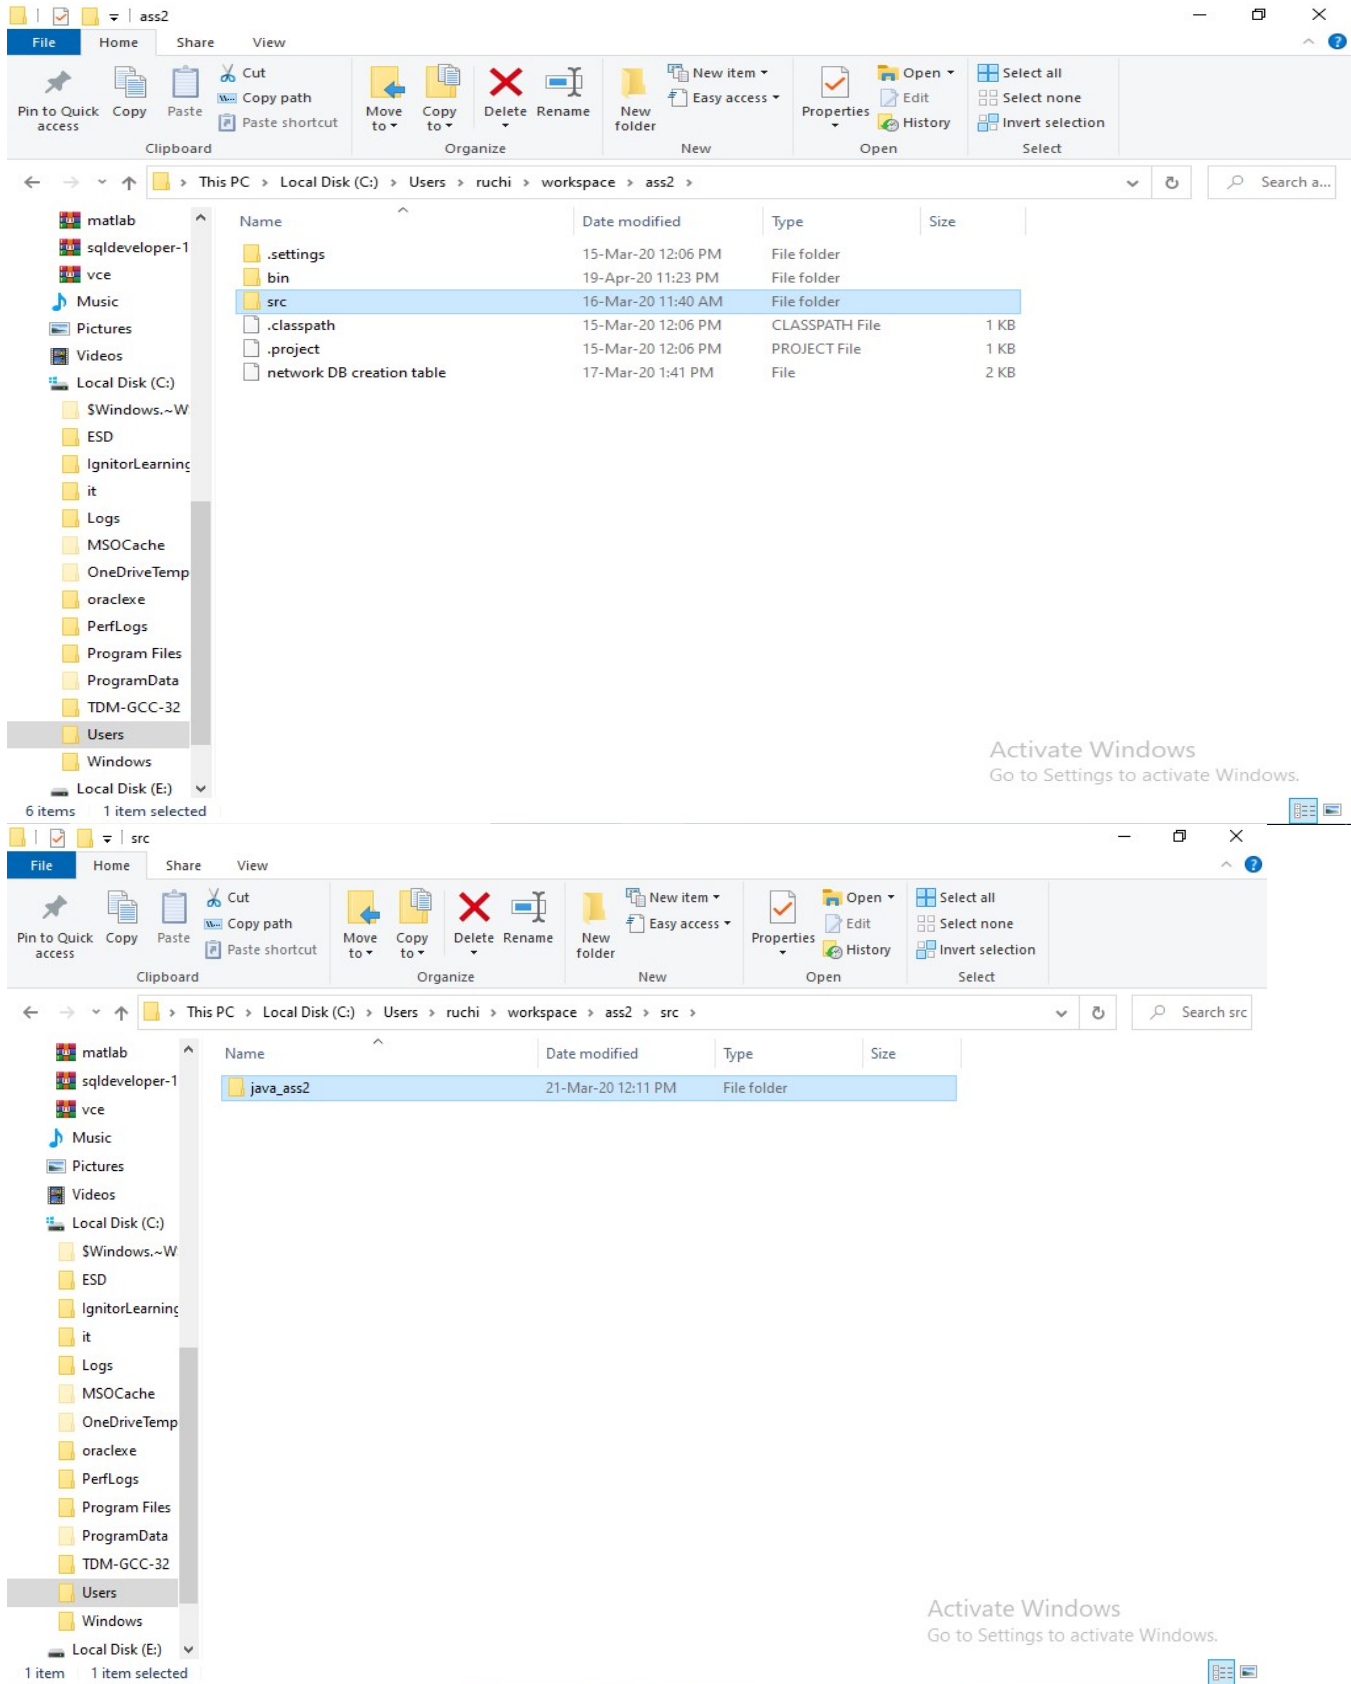 ass2
File Home Share View
Pin to Quick access Copy Paste Cut Copy path Paste shortcut Move to Copy to Delete Rename New folder New item Easy access Properties Open Edit History Select all Select none Invert selection
Clipboard Organize New Open Select
This PC > Local Disk (C:) > Users > ruchi > workspace > ass2 > Search a...
Name Date modified Type Size
.settings 15-Mar-20 12:06 PM File folder
bin 19-Apr-20 11:23 PM File folder
src 16-Mar-20 11:40 AM File folder
.classpath 15-Mar-20 12:06 PM CLASSPATH File 1 KB
.project 15-Mar-20 12:06 PM PROJECT File 1 KB
network DB creation table 17-Mar-20 1:41 PM File 2 KB
matlab
sqldeveloper-1
vce
Music
Pictures
Videos
Local Disk (C:)
$Windows.~W
ESD
IgnitorLearning
it
Logs
MSOCache
OneDriveTemp
oraclexe
PerfLogs
Program Files
ProgramData
TDM-GCC-32
Users
Windows
Local Disk (E:)
Activate Windows
Go to Settings to activate Windows.
6 items 1 item selected
src
File Home Share View
Pin to Quick access Copy Paste Cut Copy path Paste shortcut Move to Copy to Delete Rename New folder New item Easy access Properties Open Edit History Select all Select none Invert selection
Clipboard Organize New Open Select
This PC > Local Disk (C:) > Users > ruchi > workspace > ass2 > src > Search src
Name Date modified Type Size
java_ass2 21-Mar-20 12:11 PM File folder
matlab
sqldeveloper-1
vce
Music
Pictures
Videos
Local Disk (C:)
$Windows.~W
ESD
IgnitorLearning
it
Logs
MSOCache
OneDriveTemp
oraclexe
PerfLogs
Program Files
ProgramData
TDM-GCC-32
Users
Windows
Local Disk (E:)
Activate Windows
Go to Settings to activate Windows.
1 item 1 item selected